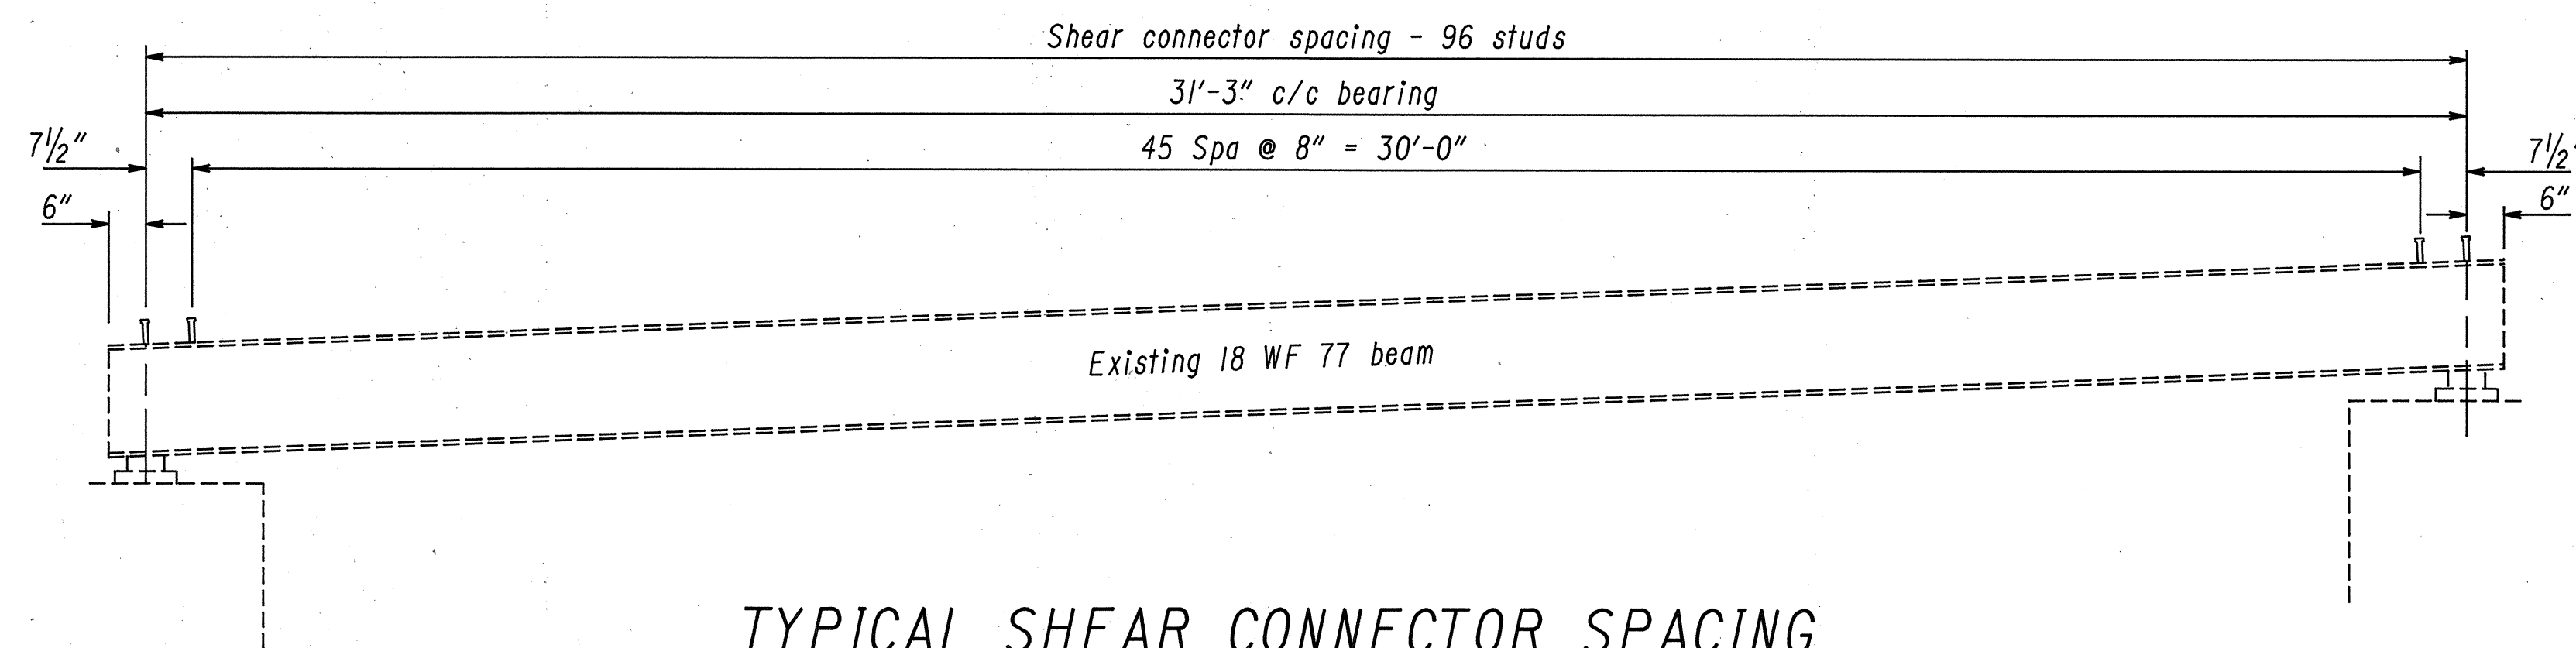 Shear connector spacing - 96 studs
31'-3" c/c bearing
7½" 45 Spa @ 8" = 30'-0" 7½"
6" 6"
Existing 18 WF 77 beam
TYPICAL SHEAR CONNECTOR SPACING